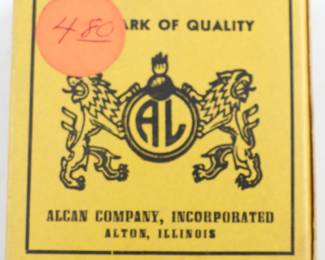 4 80
ARK OF QUALITY
AL
ALCAN COMPANY, INCORPORATED
ALTON, ILLINOIS